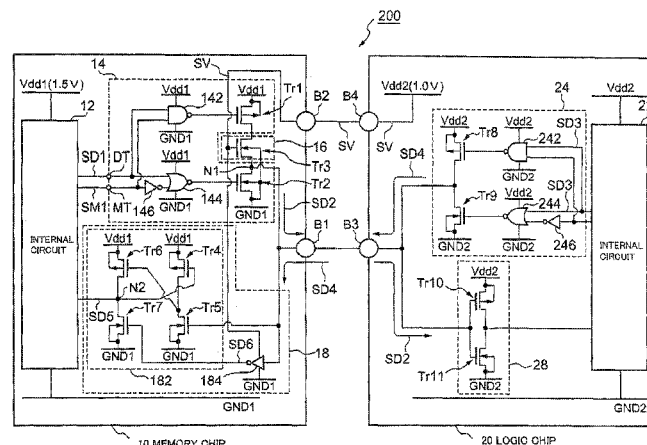 200
Vdd1(1.5V)
12
14
SV
Vdd1
142
Vdd1
Tr1
GND1
16
Tr3
SD1
DT
Vdd1
N1
Tr2
SM1
MT
146
GND1
144
GND1
SD2
B1
SD4
INTERNAL
CIRCUIT
Vdd1
Vdd1
Tr6
Tr4
N2
SD5
Tr7
Tr5
SD6
GND1
GND1
182
184
GND1
18
GND1
10 MEMORY CHIP
B2
B4
SV
Vdd2(1.0V)
SV
B3
SD4
SD2
24
Vdd2
Vdd2
Tr8
242
SD3
GND2
Vdd2
Tr9
244
SD3
GND2
GND2
246
Vdd2
Tr10
Tr11
GND2
28
Vdd2
INTERNAL
CIRCUIT
GND2
20 LOGIC CHIP